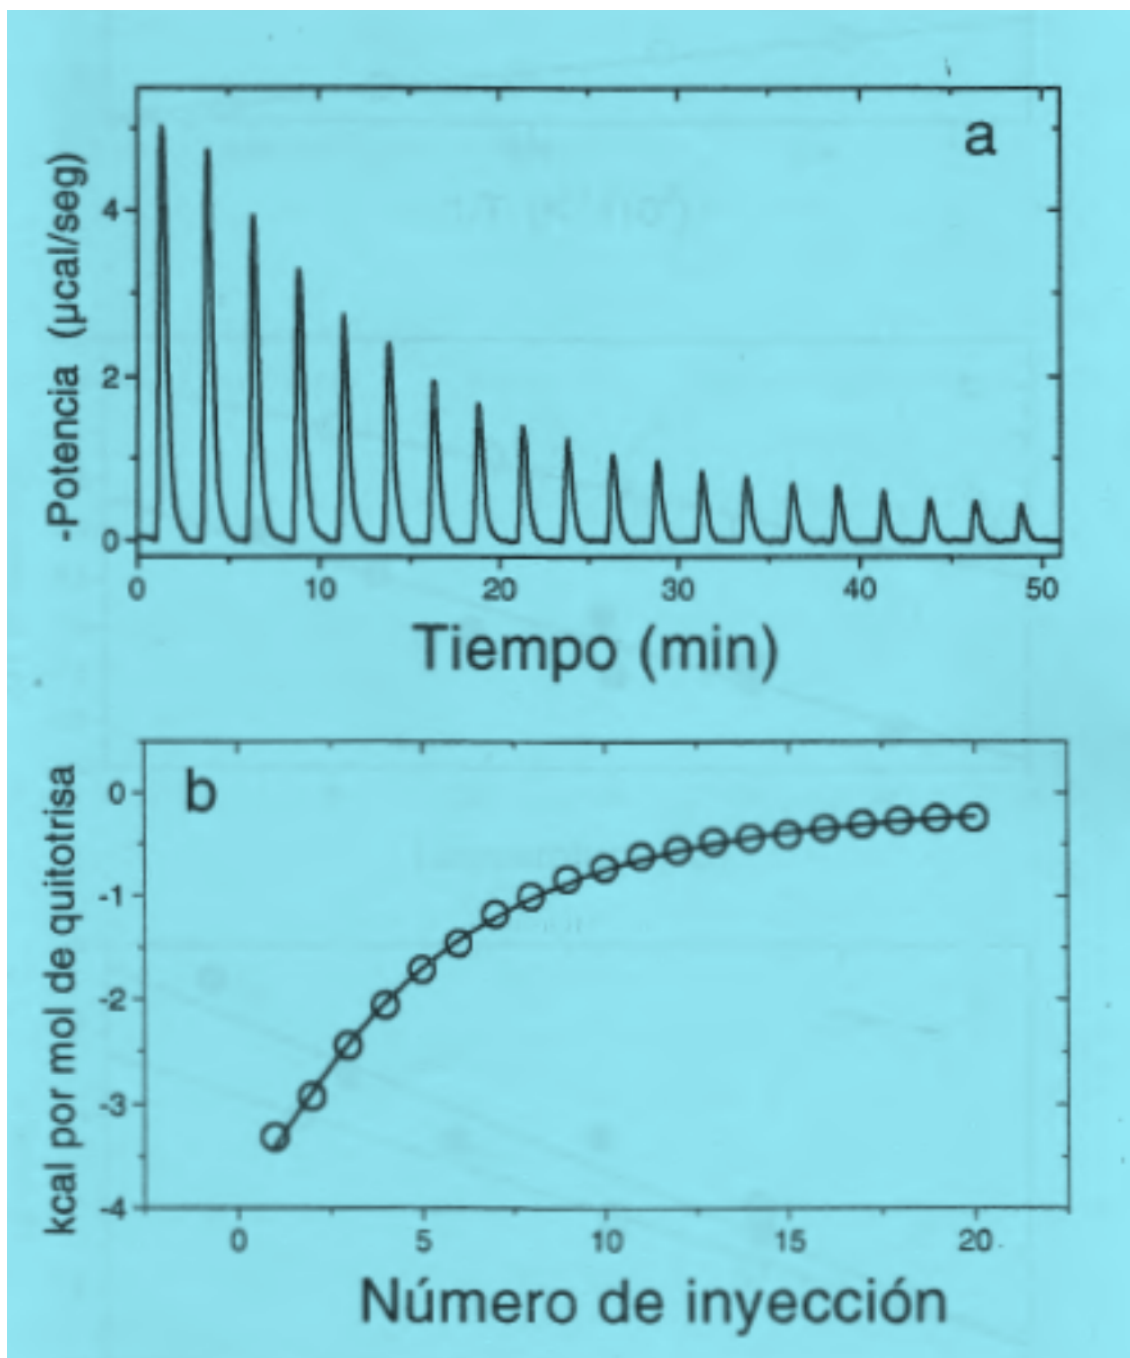 a
-Potencia (µcal/seg)
4
2
0
0 10 20 30 40 50
Tiempo (min)
b
kcal por mol de quitotrisa
0
-1
-2
-3
-4
0 5 10 15 20
Número de inyección